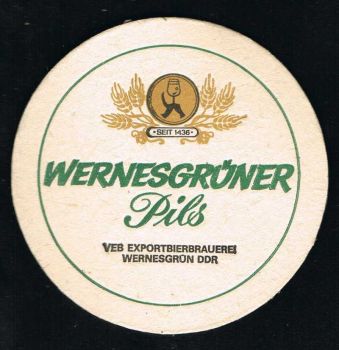 •SEIT 1436•
WERNESGRÜNER
Pils
VEB EXPORTBIERBRAUEREI
WERNESGRÜN DDR